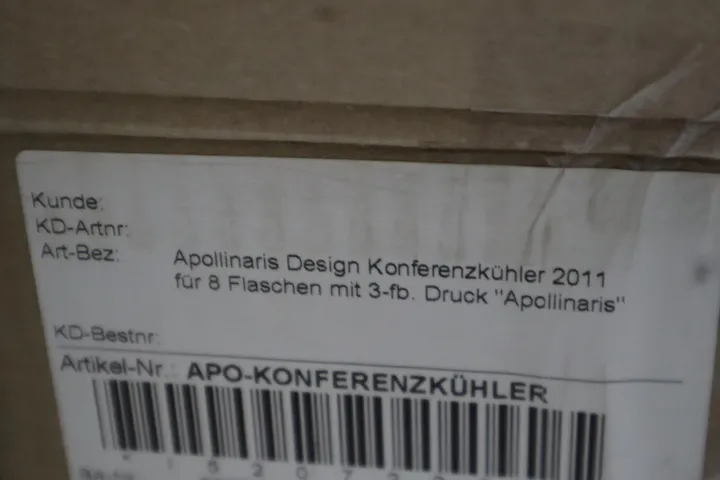 Kunde:
KD-Artnr:
Art-Bez: Apollinaris Design Konferenzkühler 2011
für 8 Flaschen mit 3-fb. Druck "Apollinaris"
KD-Bestnr:
Artikel-Nr.: APO-KONFERENZKÜHLER